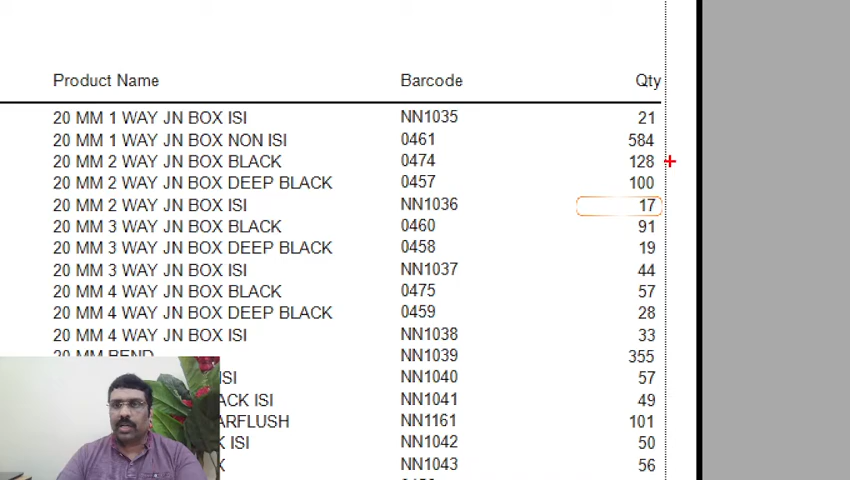 Product Name Barcode Qty
20 MM 1 WAY JN BOX ISI NN1035 21
20 MM 1 WAY JN BOX NON ISI 0461 584
20 MM 2 WAY JN BOX BLACK 0474 128
20 MM 2 WAY JN BOX DEEP BLACK 0457 100
20 MM 2 WAY JN BOX ISI NN1036 17
20 MM 3 WAY JN BOX BLACK 0460 91
20 MM 3 WAY JN BOX DEEP BLACK 0458 19
20 MM 3 WAY JN BOX ISI NN1037 44
20 MM 4 WAY JN BOX BLACK 0475 57
20 MM 4 WAY JN BOX DEEP BLACK 0459 28
20 MM 4 WAY JN BOX ISI NN1038 33
20 MM BEND NN1039 355
ISI NN1040 57
ACK ISI NN1041 49
ARFLUSH NN1161 101
K ISI NN1042 50
K NN1043 56